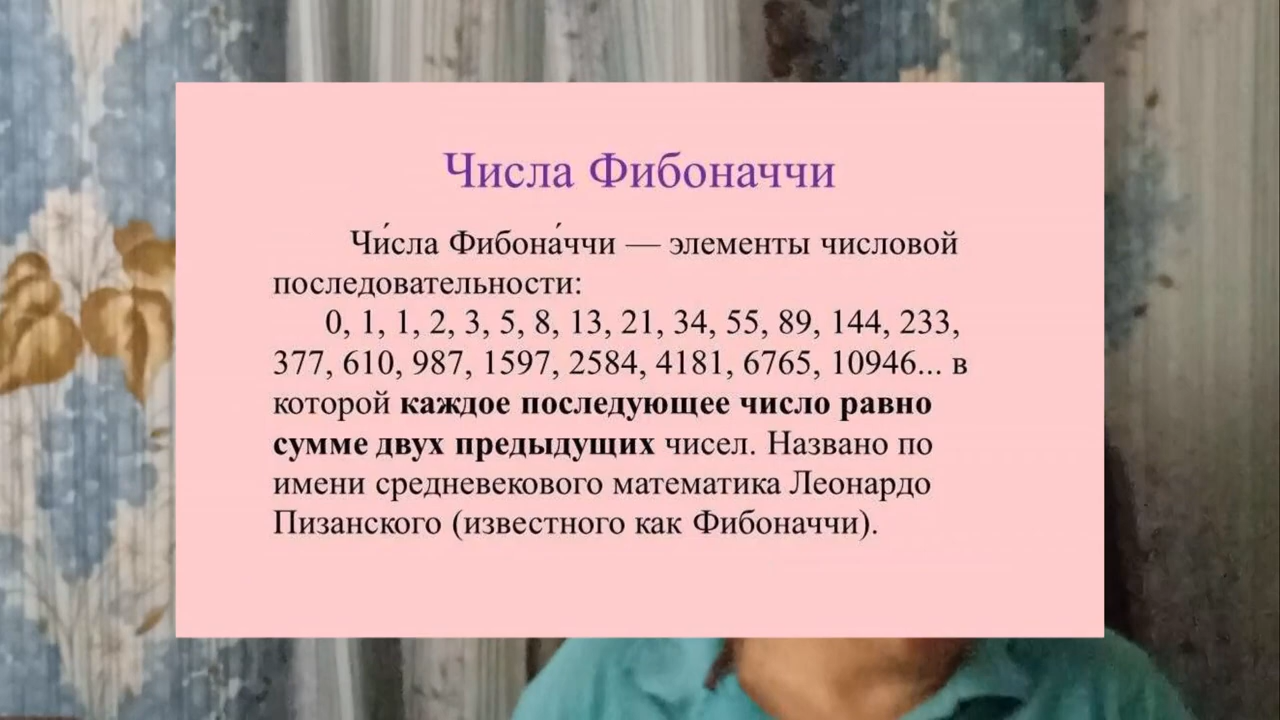 Числа Фибоначчи
Чи́сла Фибона́ччи — элементы числовой
последовательности:
0, 1, 1, 2, 3, 5, 8, 13, 21, 34, 55, 89, 144, 233,
377, 610, 987, 1597, 2584, 4181, 6765, 10946... в
которой каждое последующее число равно
сумме двух предыдущих чисел. Названо по
имени средневекового математика Леонардо
Пизанского (известного как Фибоначчи).